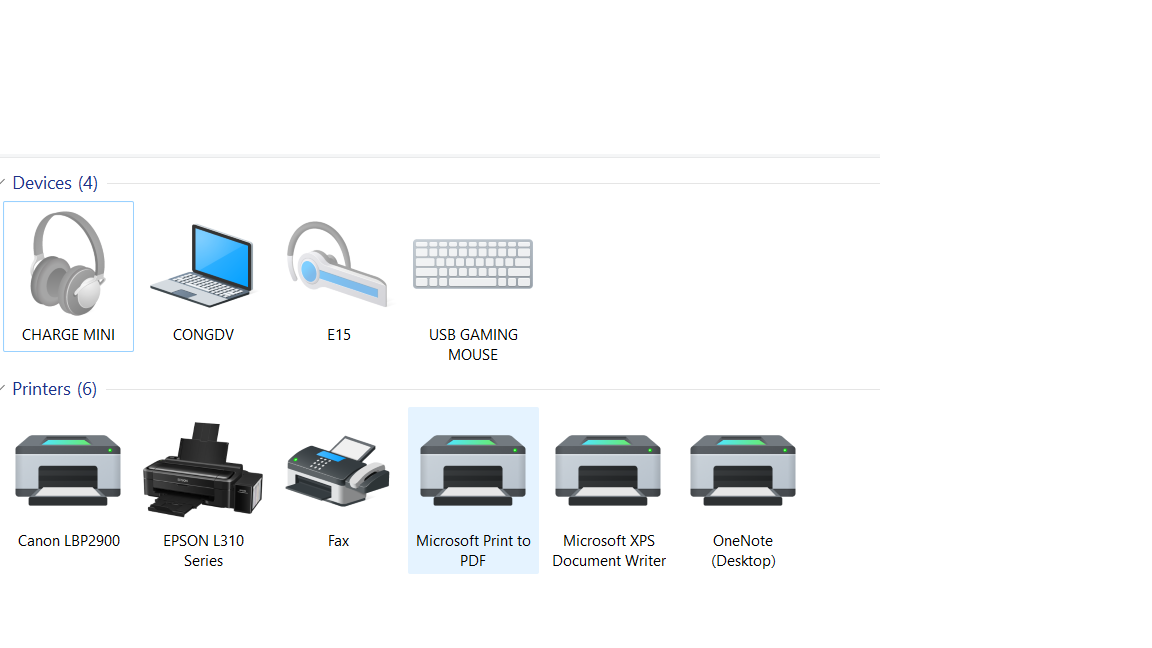 Devices (4)
CHARGE MINI
CONGDV
E15
USB GAMING
MOUSE
Printers (6)
Canon LBP2900
EPSON L310
Series
Fax
Microsoft Print to
PDF
Microsoft XPS
Document Writer
OneNote
(Desktop)